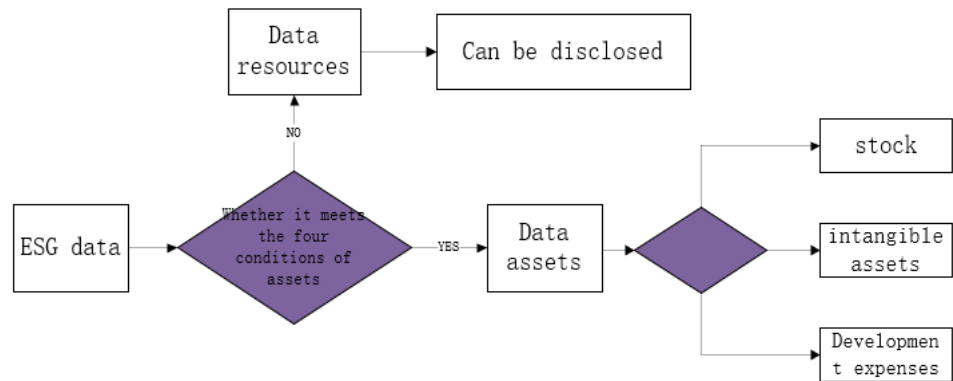 Data
resources
Can be disclosed
NO
stock
ESG data
Whether it meets
the four
conditions of
assets
YES
Data
assets
intangible
assets
Developmen
t expenses